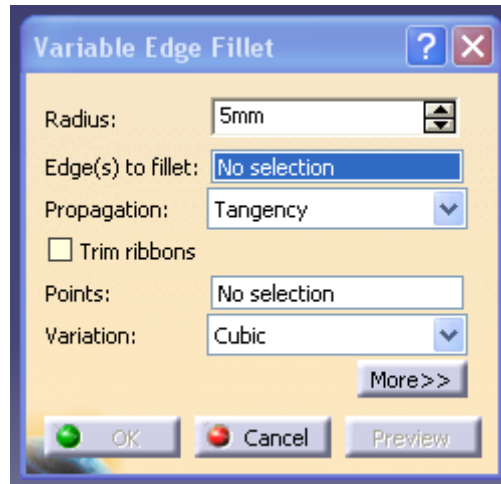 Variable Edge Fillet
Radius: 5mm
Edge(s) to fillet: No selection
Propagation: Tangency
Trim ribbons
Points: No selection
Variation: Cubic
More>>
OK Cancel Preview